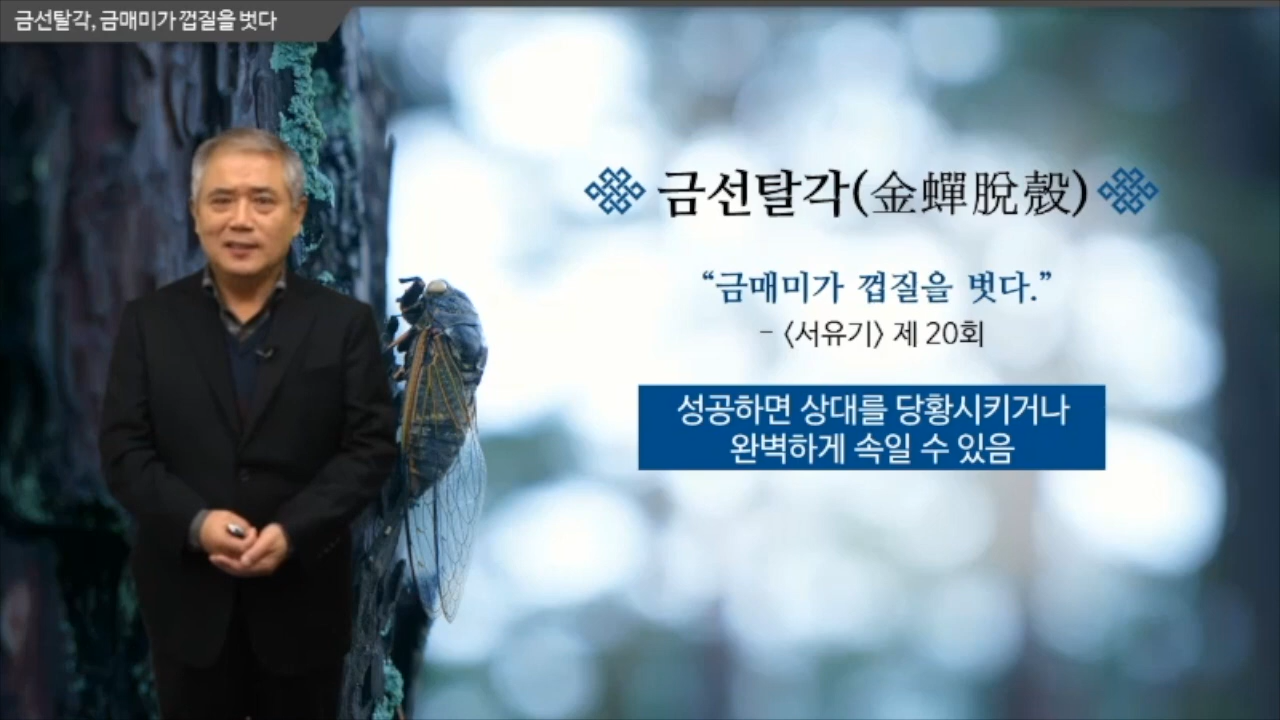 금선탈각, 금매미가 껍질을 벗다
금선탈각(金蟬脫殼)
“금매미가 껍질을 벗다.”
- <서유기> 제 20회
성공하면 상대를 당황시키거나
완벽하게 속일 수 있음